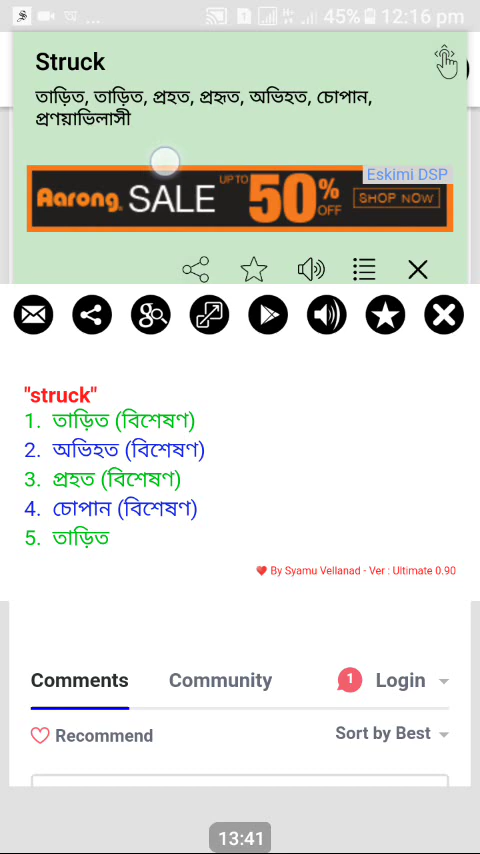 অ ... 45% 12:16 pm
Struck
তাড়িত, তাড়িত, প্রহত, প্রহৃত, অভিহত, চোপান,
প্রণয়াভিলাসী
Eskimi DSP
Aarong SALE UP TO 50% OFF SHOP NOW
"struck"
1. তাড়িত (বিশেষণ)
2. অভিহত (বিশেষণ)
3. প্রহত (বিশেষণ)
4. চোপান (বিশেষণ)
5. তাড়িত
❤ By Syamu Vellanad - Ver : Ultimate 0.90
Comments Community 1 Login
Recommend Sort by Best
13:41